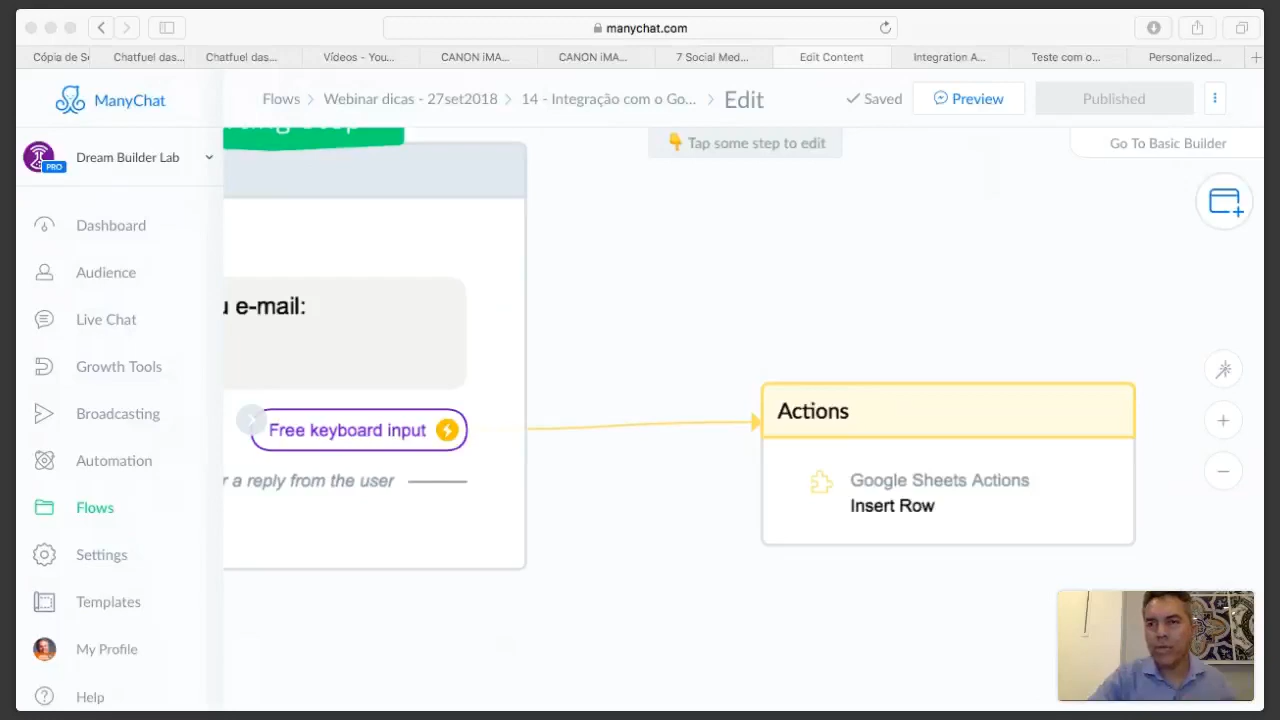 manychat.com
Cópia de Se
Chatfuel das...
Chatfuel das...
Vídeos - You...
CANON iMA...
CANON iMA...
7 Social Med...
Edit Content
Integration A...
Teste com o...
Personalized...
ManyChat
Flows
Webinar dicas - 27set2018
14 - Integração com o Go...
Edit
Saved
Preview
Published
Step
Tap some step to edit
Go To Basic Builder
Dream Builder Lab
PRO
Dashboard
Audience
Live Chat
Growth Tools
Broadcasting
Automation
Flows
Settings
Templates
My Profile
Help
u e-mail:
Free keyboard input
r a reply from the user
Actions
Google Sheets Actions
Insert Row